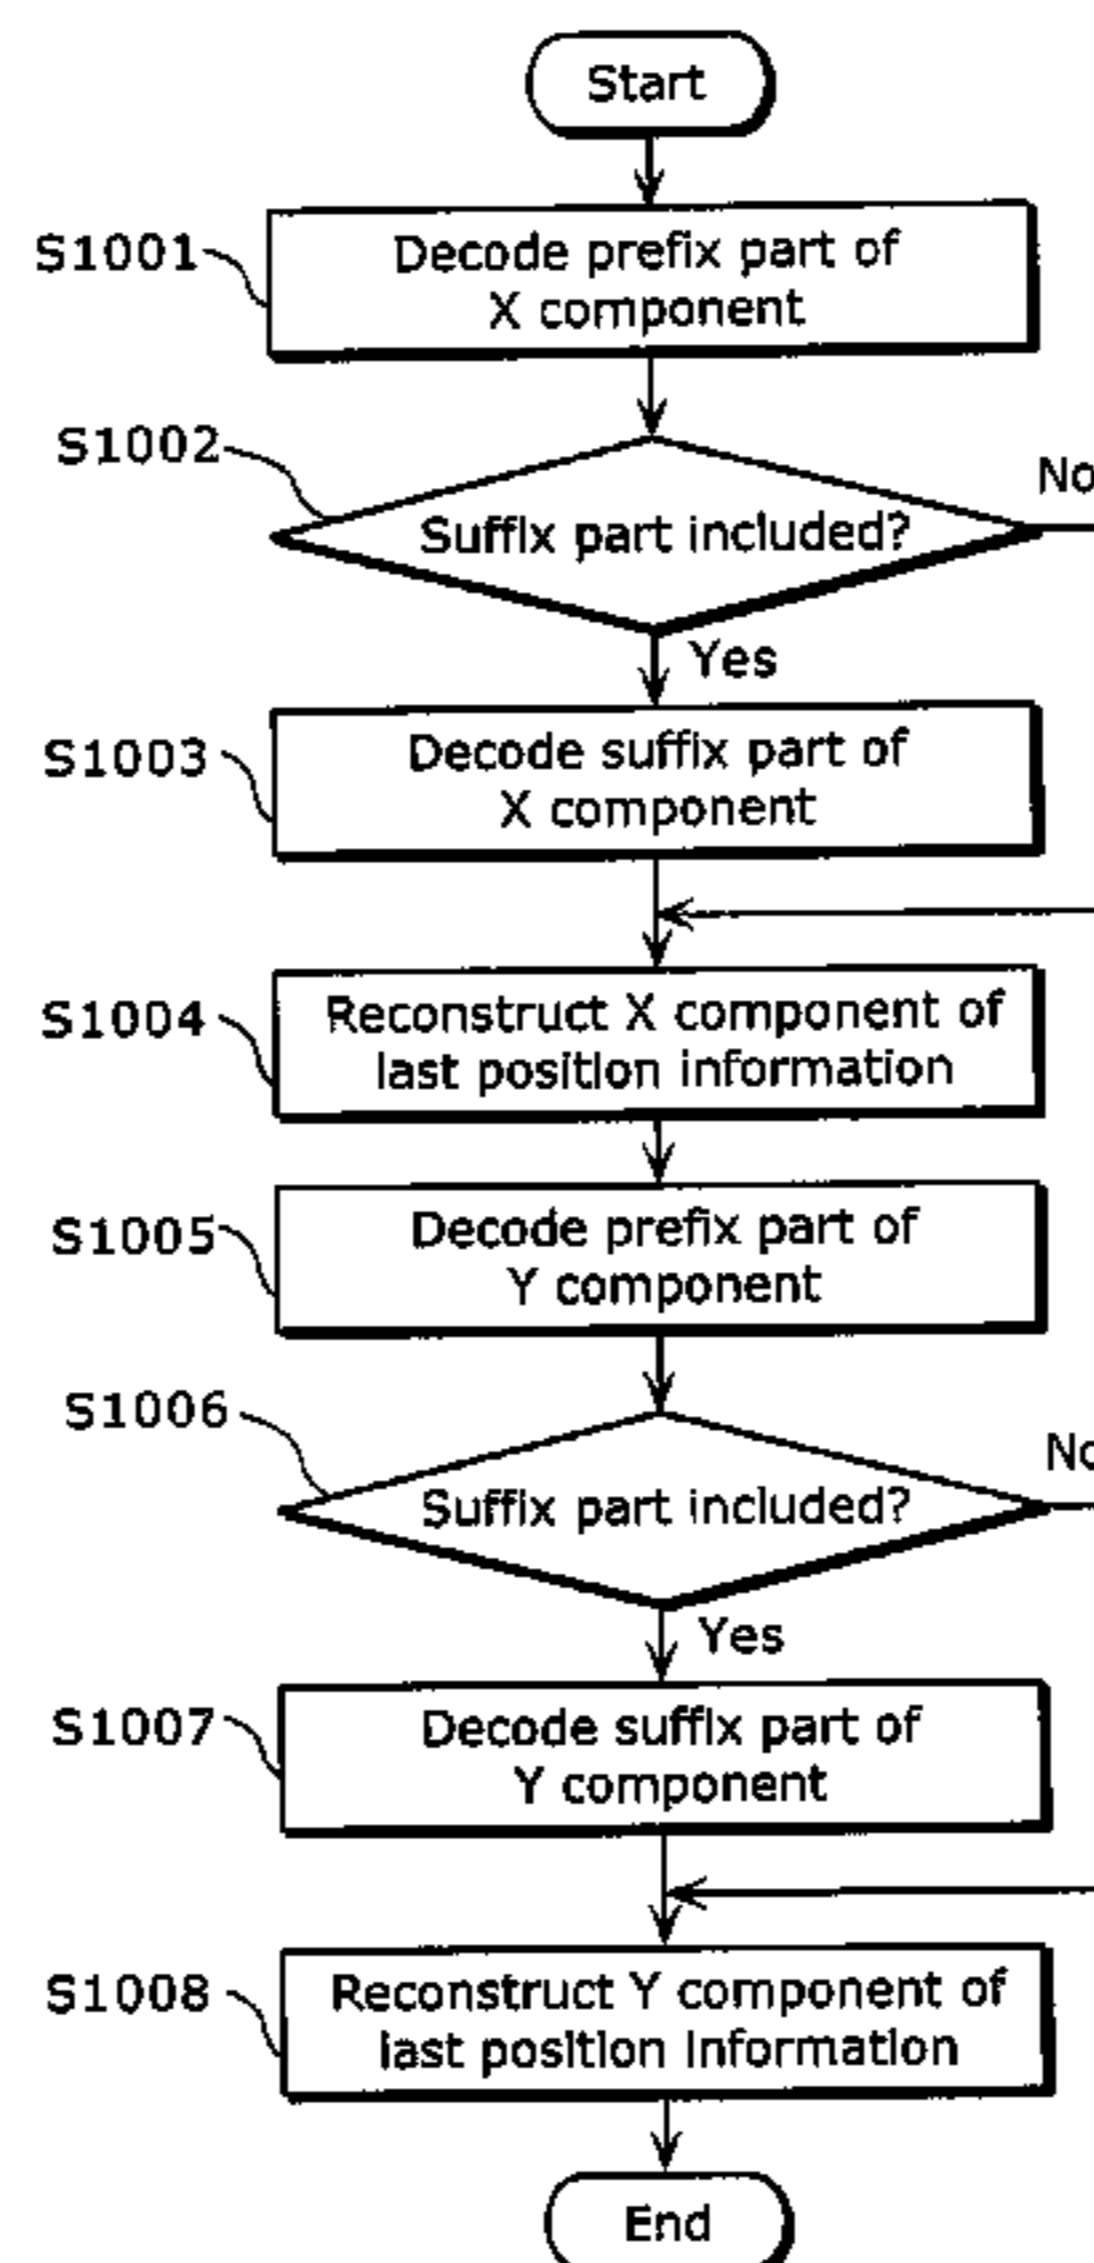 Start
S1001
Decode prefix part of
X component
S1002
No
Suffix part included?
Yes
S1003
Decode suffix part of
X component
S1004
Reconstruct X component of
last position information
S1005
Decode prefix part of
Y component
S1006
No
Suffix part included?
Yes
S1007
Decode suffix part of
Y component
S1008
Reconstruct Y component of
last position information
End